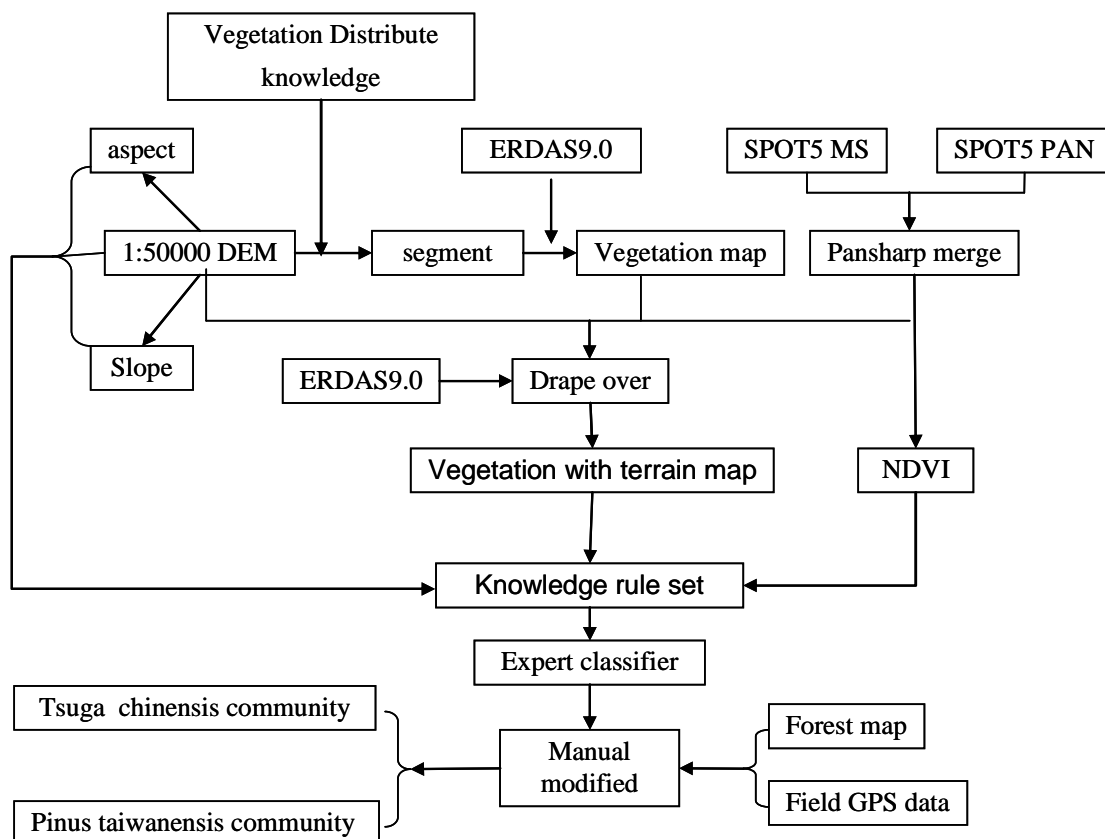 Vegetation Distribute
knowledge
aspect
ERDAS9.0
SPOT5 MS
SPOT5 PAN
1:50000 DEM
segment
Vegetation map
Pansharp merge
Slope
ERDAS9.0
Drape over
Vegetation with terrain map
NDVI
Knowledge rule set
Expert classifier
Tsuga chinensis community
Forest map
Manual
modified
Pinus taiwanensis community
Field GPS data